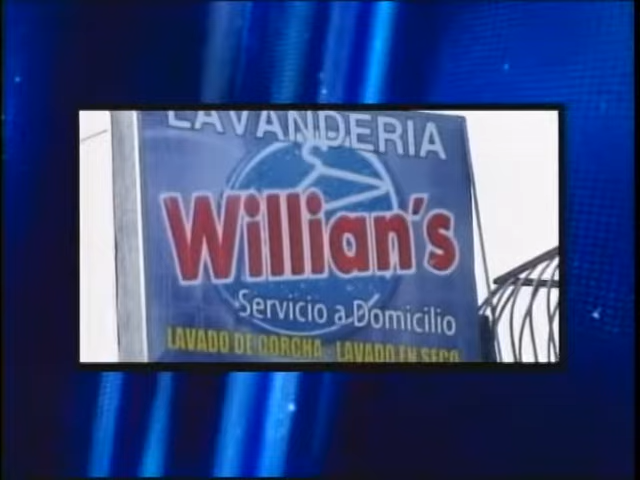 LAVANDERIA
Willian's
Servicio a Domicilio
LAVADO DE CORCHA - LAVADO EN SECO